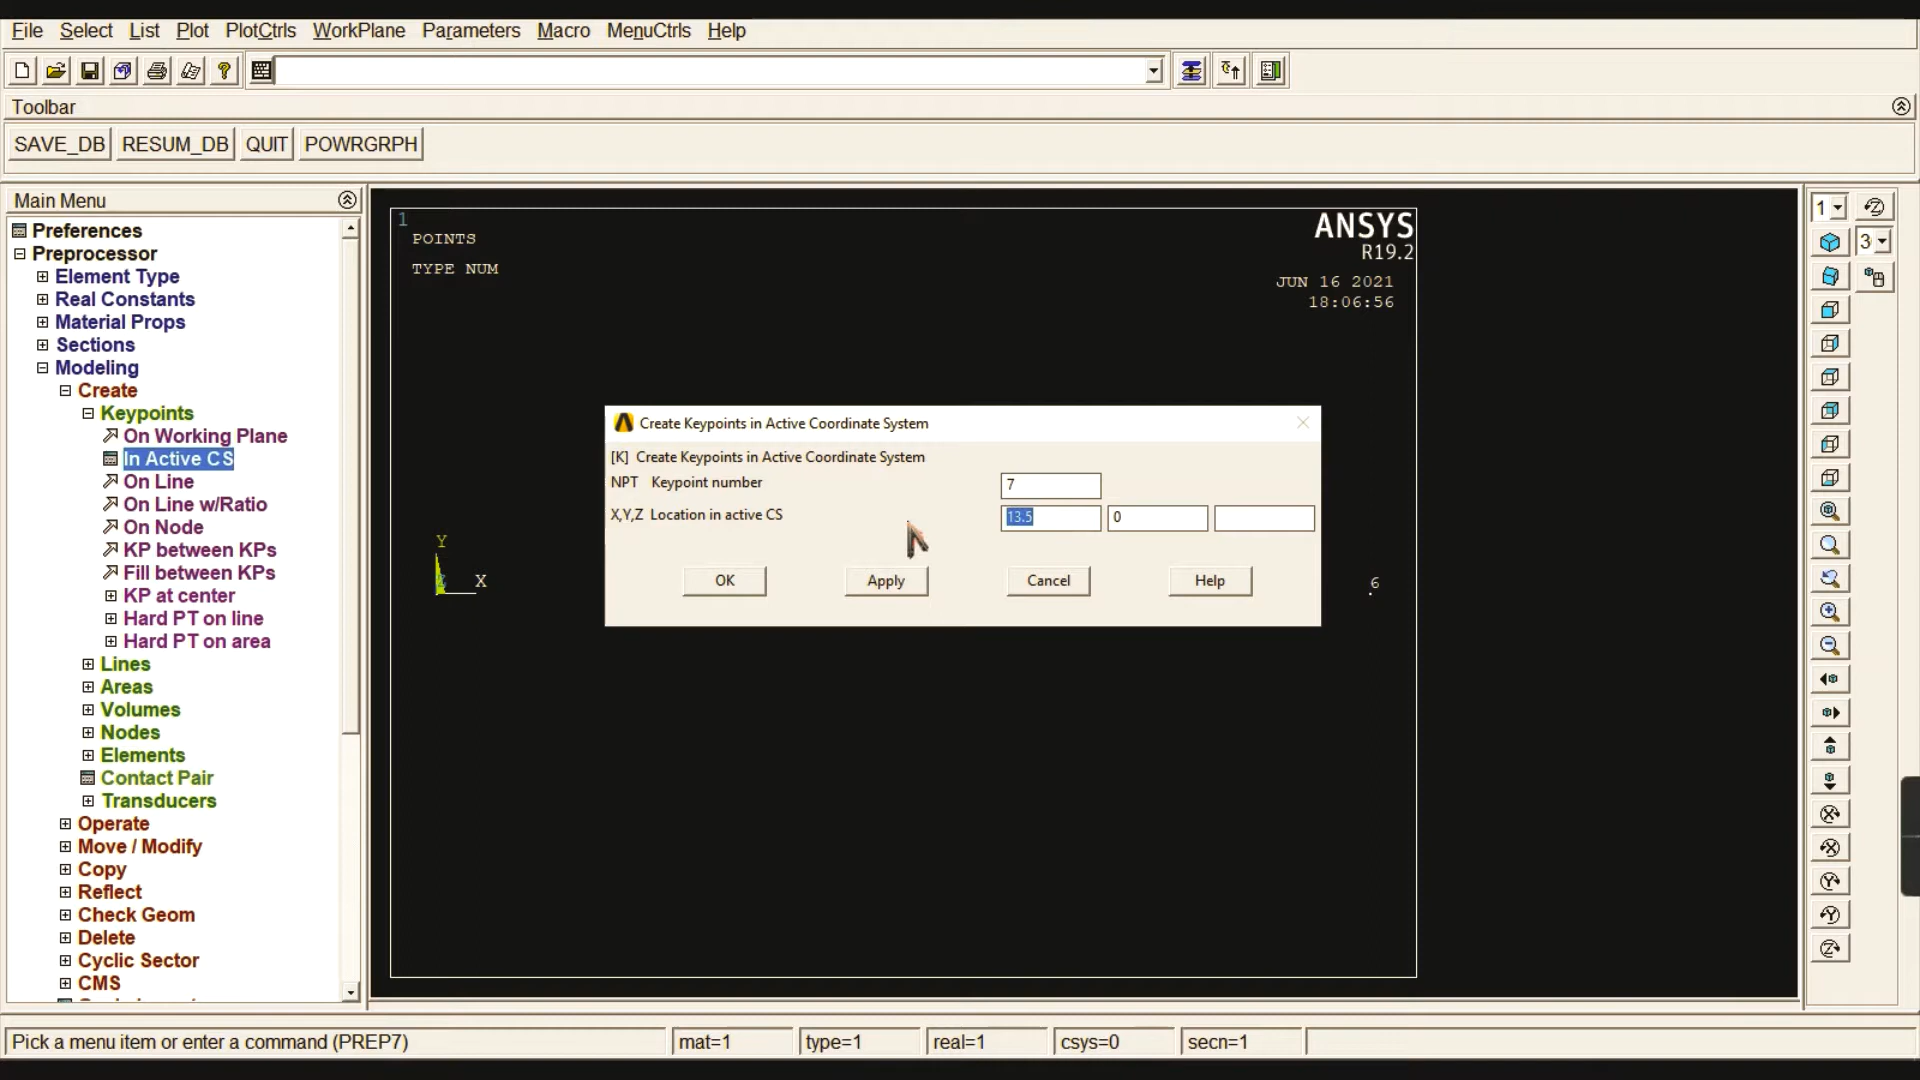 File Select List Plot PlotCtrls WorkPlane Parameters Macro MenuCtrls Help
Toolbar
SAVE_DB RESUM_DB QUIT POWRGRPH
Main Menu
Preferences
Preprocessor
Element Type
Real Constants
Material Props
Sections
Modeling
Create
Keypoints
On Working Plane
In Active CS
On Line
On Line w/Ratio
On Node
KP between KPs
Fill between KPs
KP at center
Hard PT on line
Hard PT on area
Lines
Areas
Volumes
Nodes
Elements
Contact Pair
Transducers
Operate
Move / Modify
Copy
Reflect
Check Geom
Delete
Cyclic Sector
CMS
1
POINTS
TYPE NUM
ANSYS
R19.2
JUN 16 2021
18:06:56
Create Keypoints in Active Coordinate System
[K] Create Keypoints in Active Coordinate System
NPT Keypoint number 7
X,Y,Z Location in active CS 13.5 0
OK Apply Cancel Help
Y
X
6
1
3
Pick a menu item or enter a command (PREP7) mat=1 type=1 real=1 csys=0 secn=1